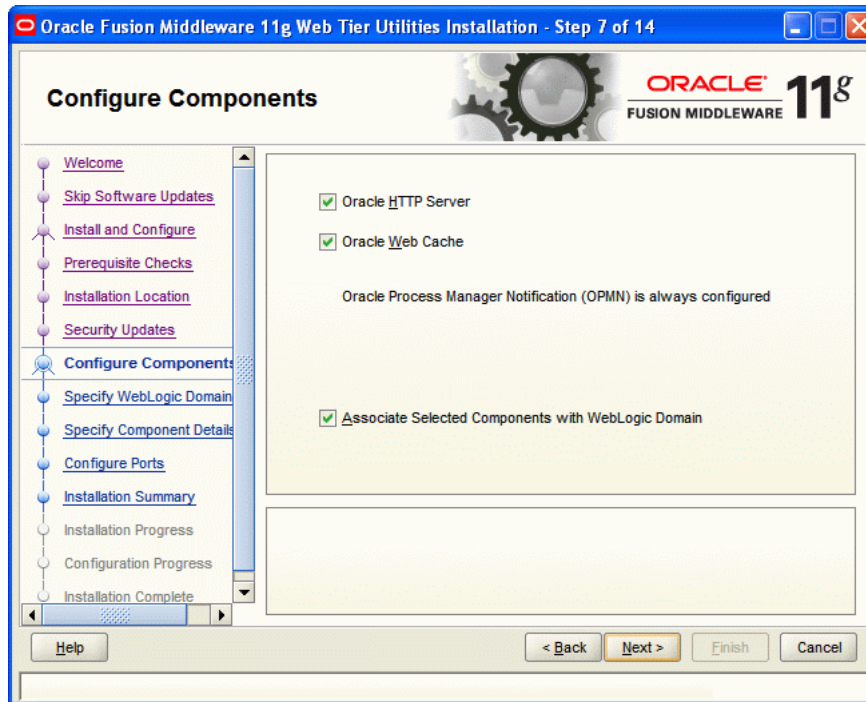 Oracle Fusion Middleware 11g Web Tier Utilities Installation - Step 7 of 14
Configure Components
ORACLE
FUSION MIDDLEWARE
11g
Welcome
Skip Software Updates
Install and Configure
Prerequisite Checks
Installation Location
Security Updates
Configure Components
Specify WebLogic Domain
Specify Component Details
Configure Ports
Installation Summary
Installation Progress
Configuration Progress
Installation Complete
Oracle HTTP Server
Oracle Web Cache
Oracle Process Manager Notification (OPMN) is always configured
Associate Selected Components with WebLogic Domain
Help
< Back
Next >
Finish
Cancel